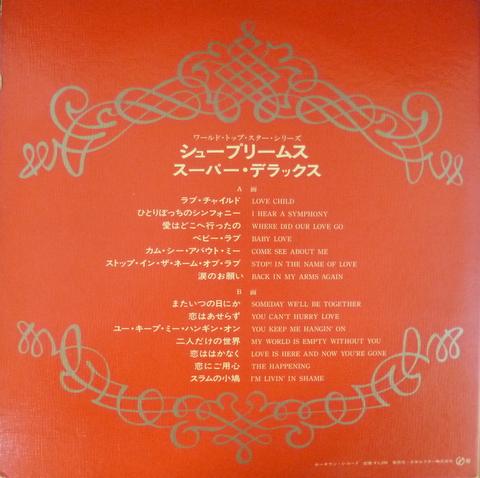 ワールド・トップ・スター・シリーズ
シュープリームス
スーパー・デラックス
A 面
ラブ・チャイルド LOVE CHILD
ひとりぼっちのシンフォニー I HEAR A SYMPHONY
愛はどこへ行ったの WHERE DID OUR LOVE GO
ベビー・ラブ BABY LOVE
カム・シー・アバウト・ミー COME SEE ABOUT ME
ストップ・イン・ザ・ネーム・オブ・ラブ STOP! IN THE NAME OF LOVE
涙のお願い BACK IN MY ARMS AGAIN
B 面
またいつの日にか SOMEDAY WE'LL BE TOGETHER
恋はあせらず YOU CAN'T HURRY LOVE
ユー・キープ・ミー・ハンギン・オン YOU KEEP ME HANGIN' ON
二人だけの世界 MY WORLD IS EMPTY WITHOUT YOU
恋ははかなく LOVE IS HERE AND NOW YOU'RE GONE
恋にご用心 THE HAPPENING
スラムの小鳩 I'M LIVIN' IN SHAME